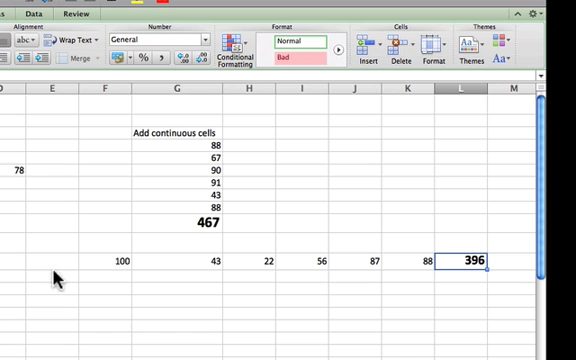 Data Review
Alignment Number Format Cells Themes
abc Wrap Text General Normal
Merge % , Conditional Formatting Bad Insert Delete Format Themes Aa
E F G H I J K L M
Add continuous cells
88
67
78 90
91
43
88
467
100 43 22 56 87 88 396